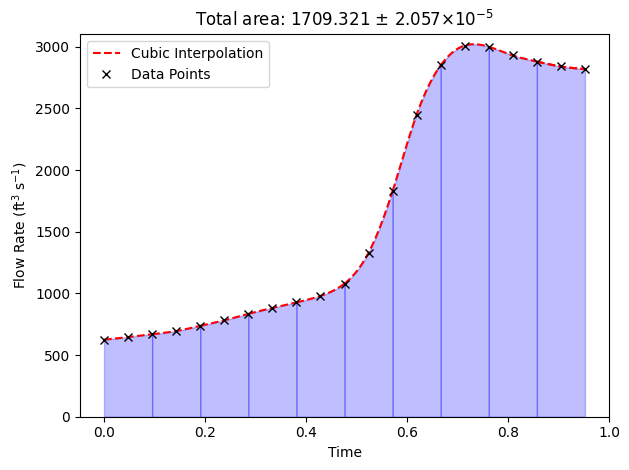 Total area: 1709.321 ± 2.057×10⁻⁵
Cubic Interpolation
Data Points
Flow Rate (ft³ s⁻¹)
3000
2500
2000
1500
1000
500
0
0.0 0.2 0.4 0.6 0.8 1.0
Time